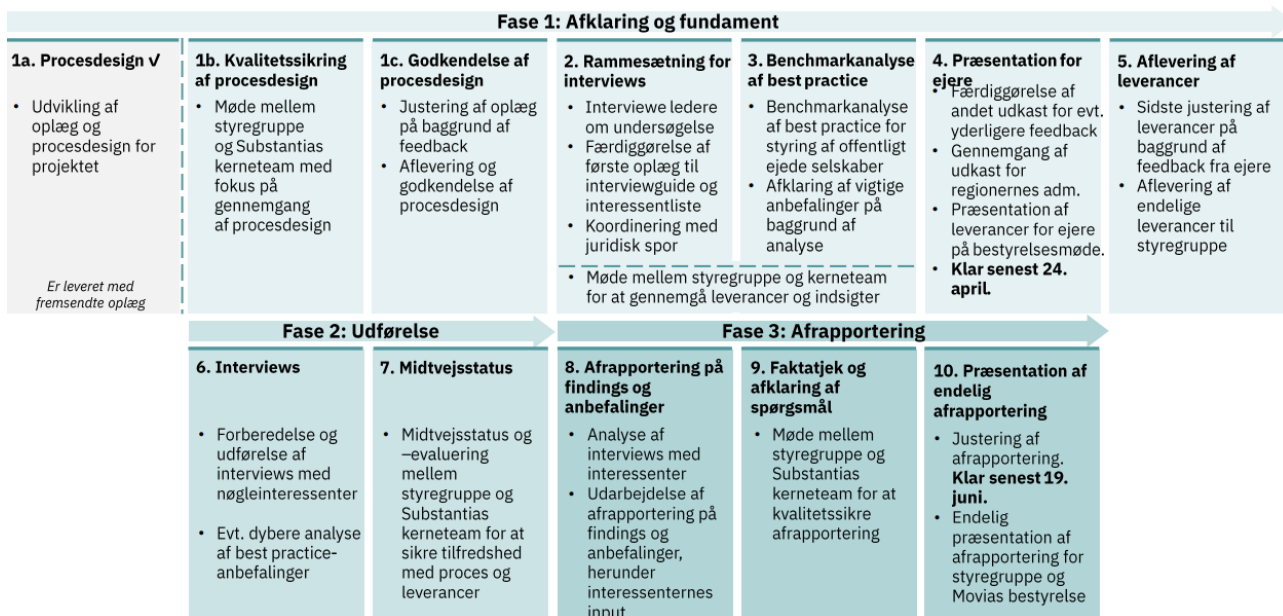 Fase 1: Afklaring og fundament
1a. Procesdesign √
• Udvikling af
oplæg og
procesdesign for
projektet
Er leveret med
fremsendte oplæg
1b. Kvalitetssikring
af procesdesign
• Møde mellem
styregruppe
og Substantias
kerneteam med
fokus på
gennemgang
af procesdesign
1c. Godkendelse af
procesdesign
• Justering af oplæg
på baggrund af
feedback
• Aflevering og
godkendelse af
procesdesign
2. Rammesætning for
interviews
• Interviewe ledere
om undersøgelse
• Færdiggørelse af
første oplæg til
interviewguide og
interessentliste
• Koordinering med
juridisk spor
3. Benchmarkanalyse
af best practice
• Benchmarkanalyse
af best practice for
styring af offentligt
ejede selskaber
• Afklaring af vigtige
anbefalinger på
baggrund af
analyse
• Møde mellem styregruppe og kerneteam
for at gennemgå leverancer og indsigter
4. Præsentation for
ejere
• Færdiggørelse af
andet udkast for evt.
yderligere feedback
• Gennemgang af
udkast for
regionernes adm.
• Præsentation af
leverancer for ejere
på bestyrelsesmøde.
• Klar senest 24.
april.
5. Aflevering af
leverancer
• Sidste justering af
leverancer på
baggrund af
feedback fra ejere
• Aflevering af
endelige
leverancer til
styregruppe
Fase 2: Udførelse
6. Interviews
• Forberedelse og
udførelse af
interviews med
nøgleinteressenter
• Evt. dybere analyse
af best practice-
anbefalinger
7. Midtvejsstatus
• Midtvejsstatus og
–evaluering
mellem
styregruppe og
Substantias
kerneteam for at
sikre tilfredshed
med proces og
leverancer
Fase 3: Afrapportering
8. Afrapportering på
findings og
anbefalinger
• Analyse af
interviews med
interessenter
• Udarbejdelse af
afrapportering på
findings og
anbefalinger,
herunder
interessenternes
input
9. Faktatjek og
afklaring af
spørgsmål
• Møde mellem
styregruppe og
Substantias
kerneteam for at
kvalitetssikre
afrapportering
10. Præsentation af
endelig
afrapportering
• Justering af
afrapportering.
Klar senest 19.
juni.
• Endelig
præsentation af
afrapportering for
styregruppe og
Movias bestyrelse